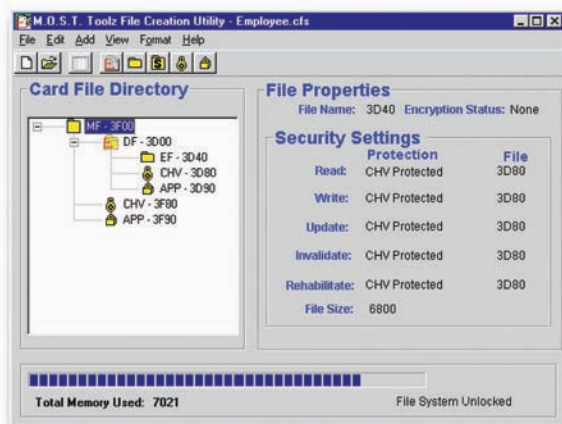 M.O.S.T. Toolz File Creation Utility - Employee.cfs
File Edit Add View Format Help
Card File Directory
MF - 3F00
DF - 3D00
EF - 3D40
CHV - 3D80
APP - 3D90
CHV - 3F80
APP - 3F90
File Properties
File Name: 3D40 Encryption Status: None
Security Settings
Protection File
Read: CHV Protected 3D80
Write: CHV Protected 3D80
Update: CHV Protected 3D80
Invalidate: CHV Protected 3D80
Rehabilitate: CHV Protected 3D80
File Size: 6800
Total Memory Used: 7021 File System Unlocked